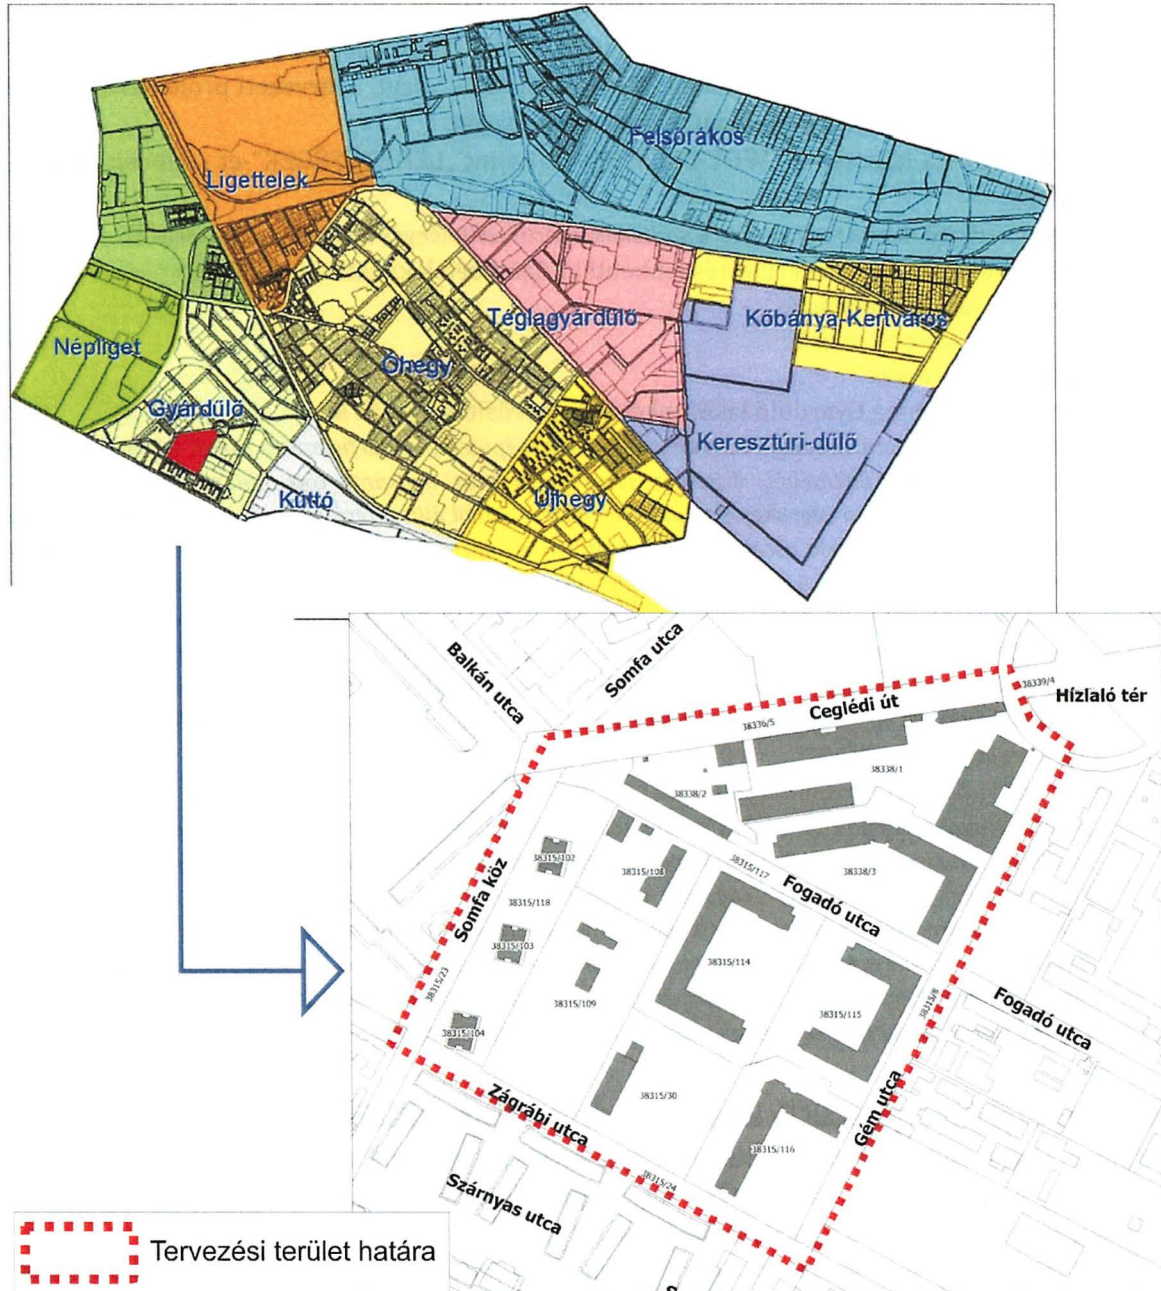 Felsőrákos
Ligettelek
Téglagyárdűlő
Kőbánya-Kertváros
Népliget
Óhegy
Gyárdűlő
Keresztúri-dűlő
Kúttó
Újhegy
Balkán utca
Somfa utca
38339/4
Hízlaló tér
Ceglédi út
38336/5
38338/1
38338/2
38315/102
38315/108
38315/117
38338/3
Somfa köz
38315/118
Fogadó utca
38315/103
38315/114
38315/23
38315/109
38315/115
38315/8
Fogadó utca
38315/104
38315/30
Zágrábi utca
Gém utca
38315/116
38315/24
Szárnyas utca
Tervezési terület határa